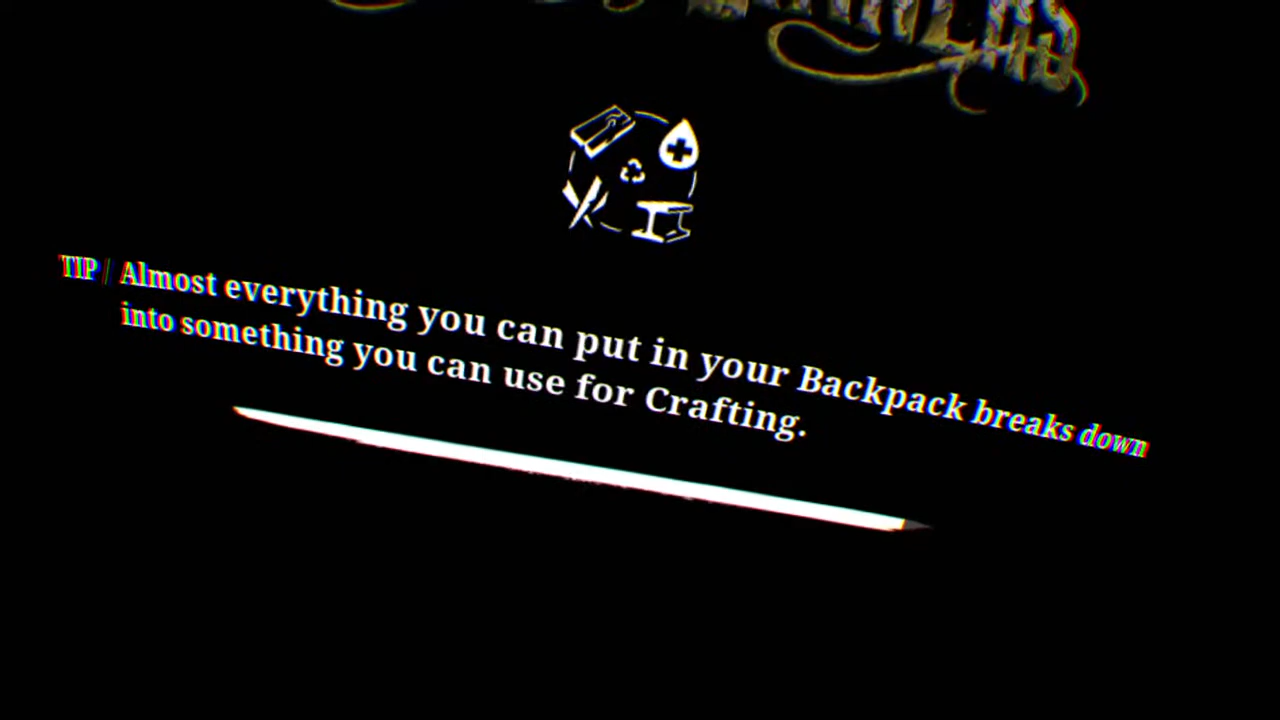 TIP | Almost everything you can put in your Backpack breaks down
into something you can use for Crafting.